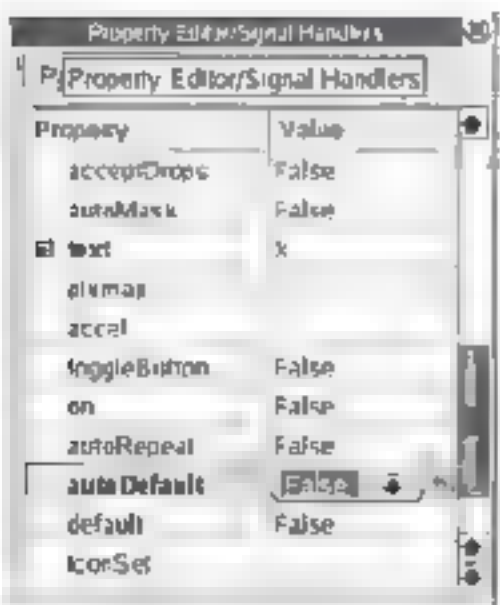 Property Editor/Signal Handlers
Property Editor/Signal Handlers
Property Value
acceptDrops False
autoMask False
text x
pixmap
accel
toggleButton False
on False
autoRepeat False
autoDefault False
default False
iconSet